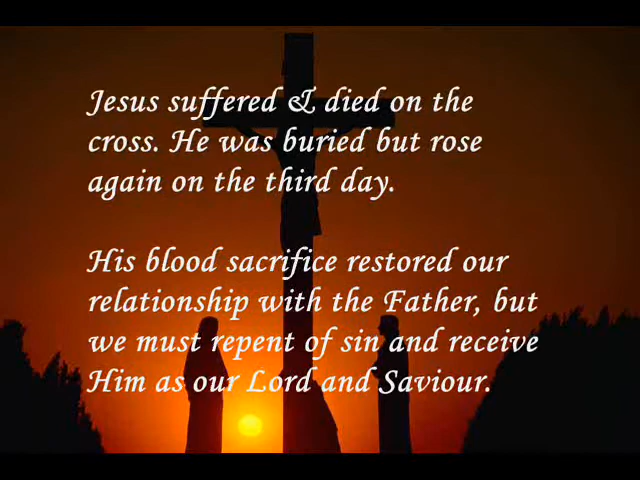 Jesus suffered & died on the
cross. He was buried but rose
again on the third day.
His blood sacrifice restored our
relationship with the Father, but
we must repent of sin and receive
Him as our Lord and Saviour.